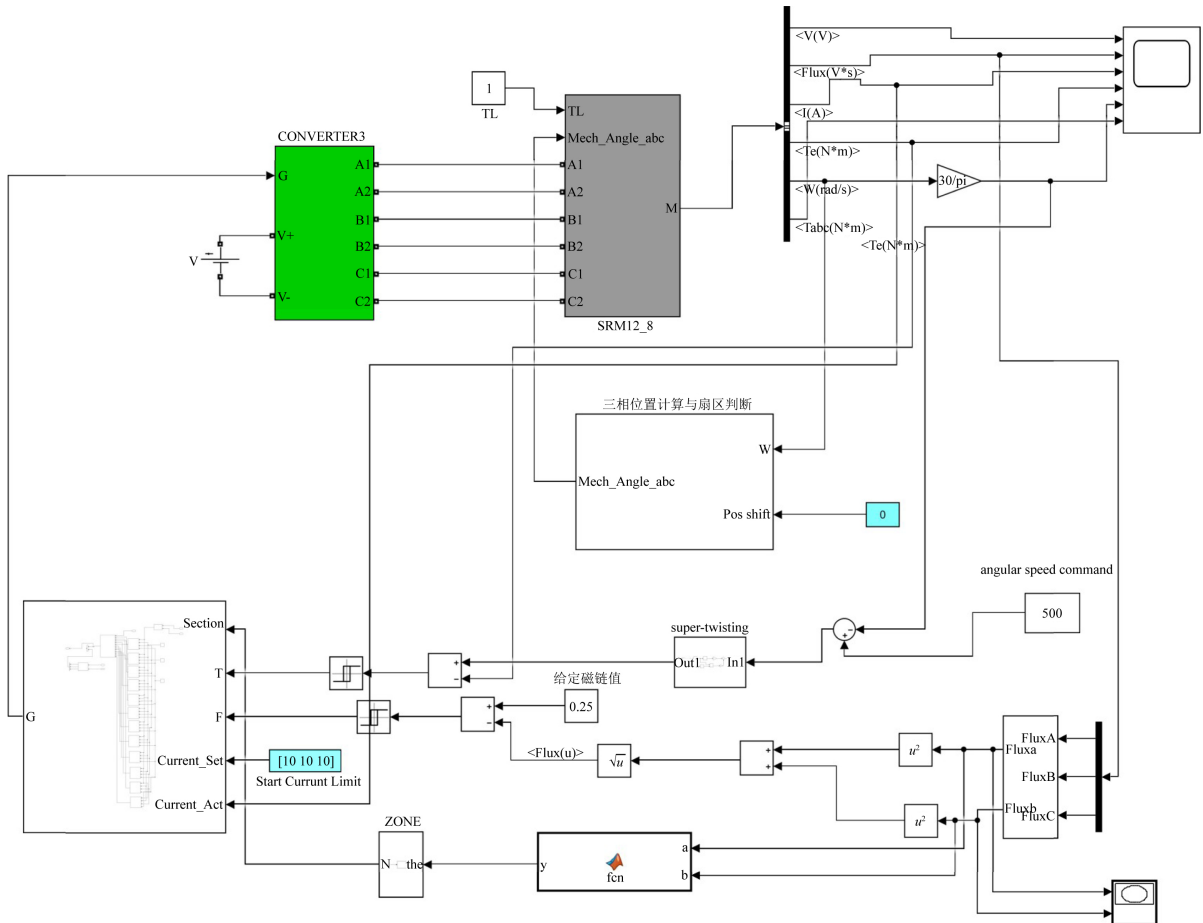 <V(V)>
<Flux(V*s)>
<I(A)>
<Te(N*m)>
<W(rad/s)>
<Tabc(N*m)>
<Te(N*m)>
30/pi
1
TL
TL
Mech_Angle_abc
A1
A2
B1
B2
C1
C2
M
SRM12_8
CONVERTER3
G
V+
V-
A1
A2
B1
B2
C1
C2
V
三相位置计算与扇区判断
W
Mech_Angle_abc
Pos shift
0
angular speed command
500
super-twisting
Out1
In1
给定磁链值
0.25
Section
T
F
G
Current_Set
Current_Act
[10 10 10]
Start Currunt Limit
<Flux(u)>
√u
u²
u²
FluxA
Fluxa
FluxB
Fluxb
FluxC
ZONE
N
the
y
fcn
a
b